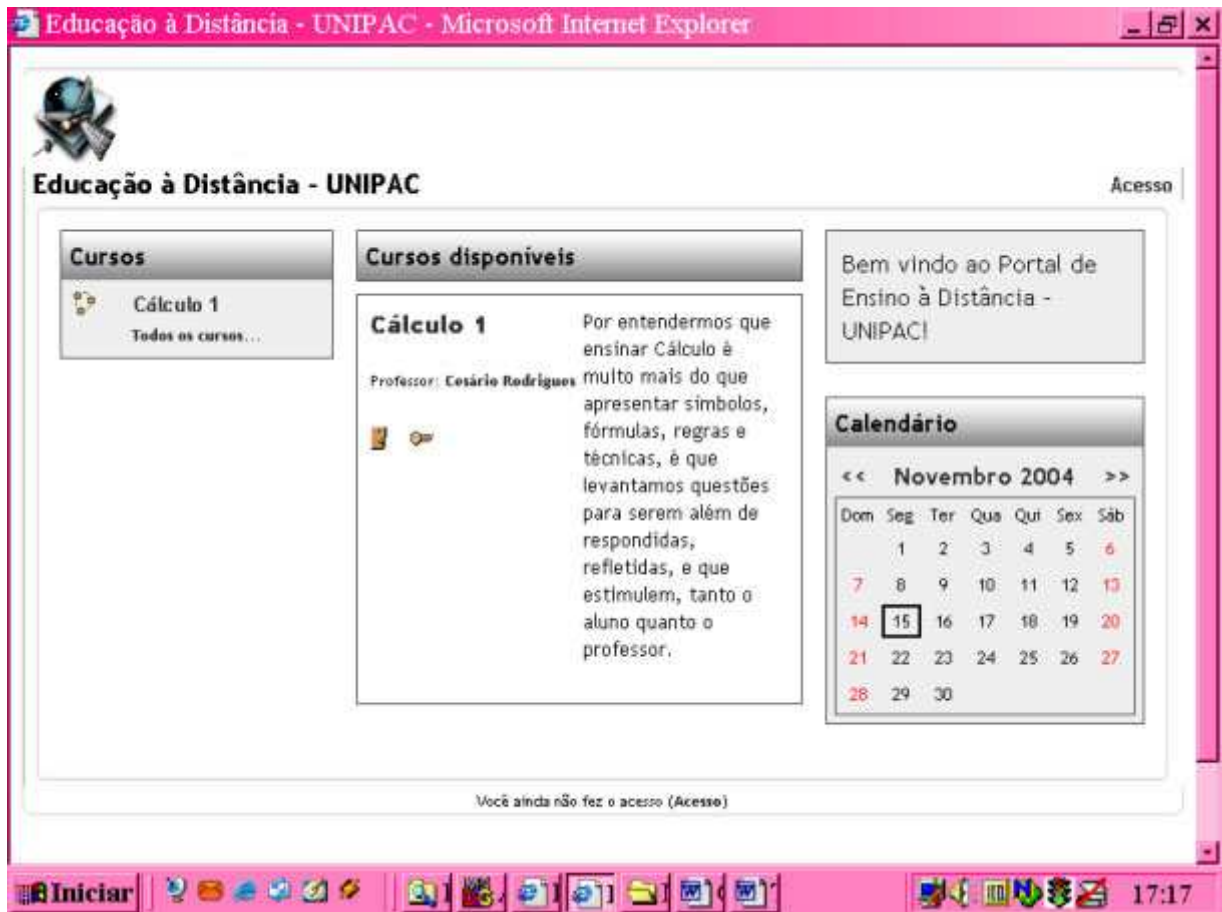 Educação à Distância - UNIPAC - Microsoft Internet Explorer
Educação à Distância - UNIPAC
Acesso
Cursos
Cálculo 1
Todos os cursos...
Cursos disponíveis
Cálculo 1
Professor: Cesário Rodrigues
Por entendermos que
ensinar Cálculo é
muito mais do que
apresentar símbolos,
fórmulas, regras e
técnicas, é que
levantamos questões
para serem além de
respondidas,
refletidas, e que
estimulem, tanto o
aluno quanto o
professor.
Bem vindo ao Portal de
Ensino à Distância -
UNIPAC!
Calendário
<< Novembro 2004 >>
Dom Seg Ter Qua Qui Sex Sáb
1 2 3 4 5 6
7 8 9 10 11 12 13
14 15 16 17 18 19 20
21 22 23 24 25 26 27
28 29 30
Você ainda não fez o acesso (Acesso)
Iniciar
17:17